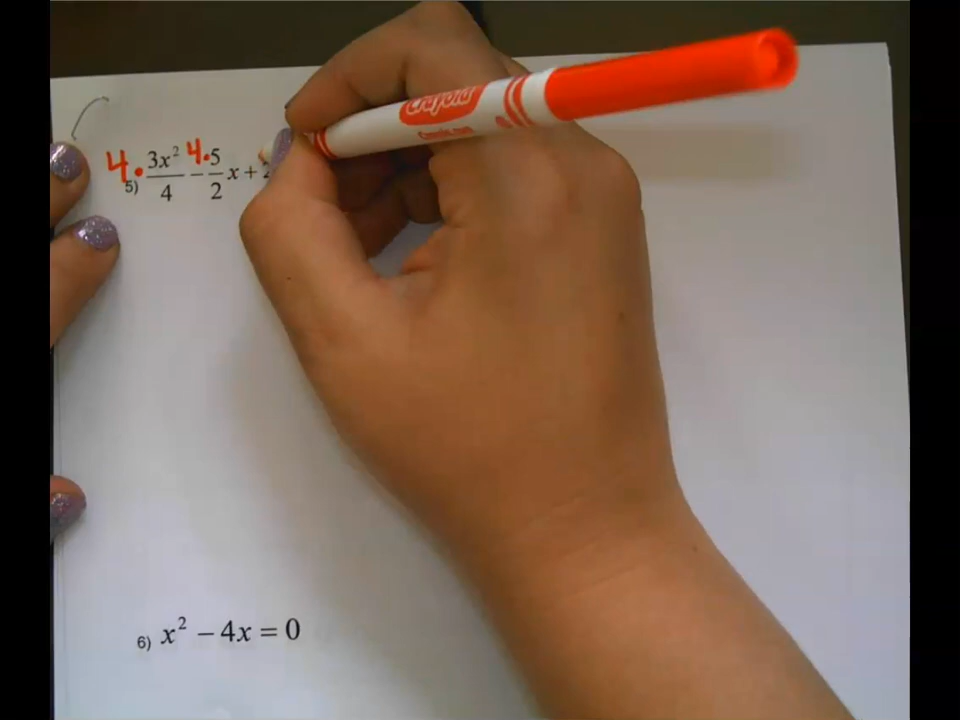 4 • 3x² / 4 − 4 • 5 / 2 x +
5)
Crayola
6) x² − 4x = 0